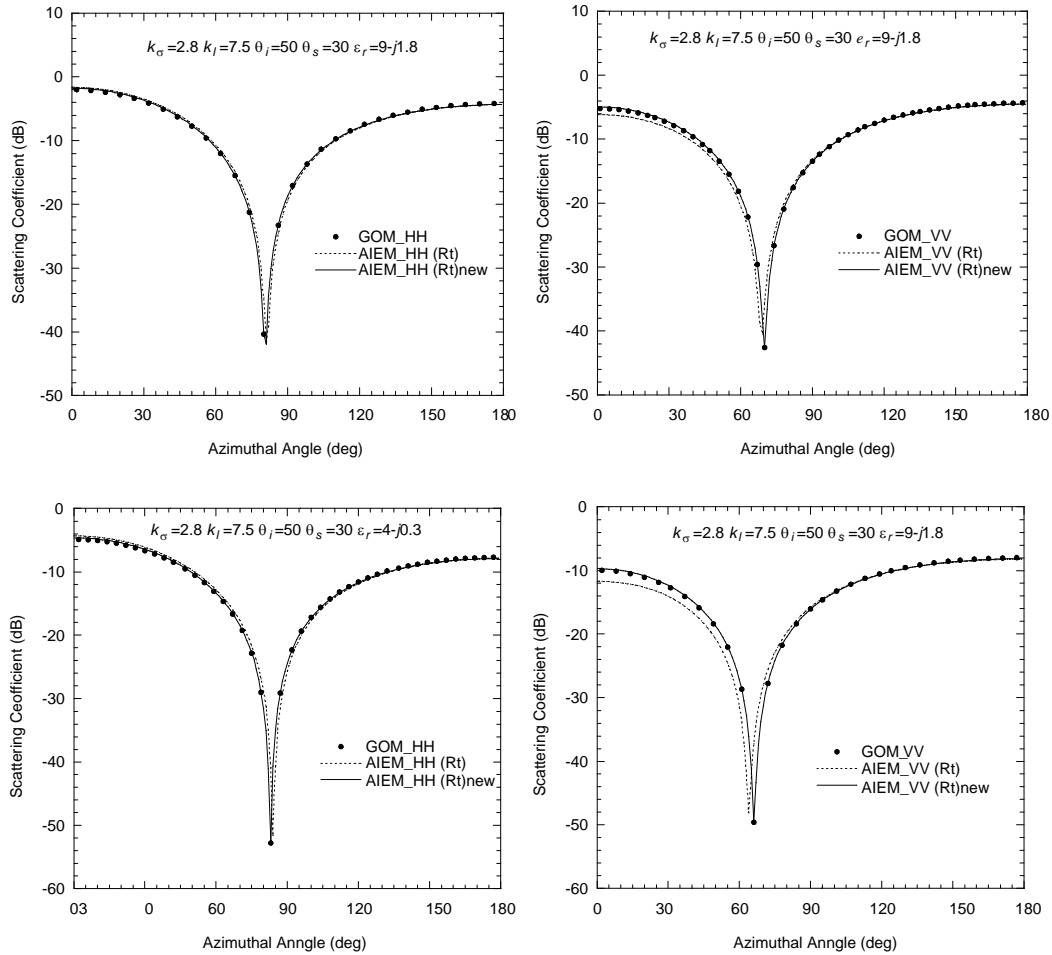 10
0
-10
-20
-30
-40
-50
Scattering Coefficient (dB)
kσ =2.8 kl =7.5 θi =50 θs =30 εr =9-j1.8
GOM_HH
AIEM_HH (Rt)
AIEM_HH (Rt)new
0 30 60 90 120 150 180
Azimuthal Angle (deg)
10
0
-10
-20
-30
-40
-50
Scattering Coefficient (dB)
kσ =2.8 kl =7.5 θi =50 θs =30 er =9-j1.8
GOM_VV
AIEM_VV (Rt)
AIEM_VV (Rt)new
0 30 60 90 120 150 180
Azimuthal Angle (deg)
0
-10
-20
-30
-40
-50
-60
Scattering Ceofficient (dB)
kσ =2.8 kl =7.5 θi =50 θs =30 εr =4-j0.3
GOM_HH
AIEM_HH (Rt)
AIEM_HH (Rt)new
03 0 60 90 120 150 180
Azimuthal Anngle (deg)
0
-10
-20
-30
-40
-50
-60
Scattering Coefficient (dB)
kσ =2.8 kl =7.5 θi =50 θs =30 εr =9-j1.8
GOM_VV
AIEM_VV (Rt)
AIEM_VV (Rt)new
0 30 60 90 120 150 180
Azimuthal Anngle (deg)